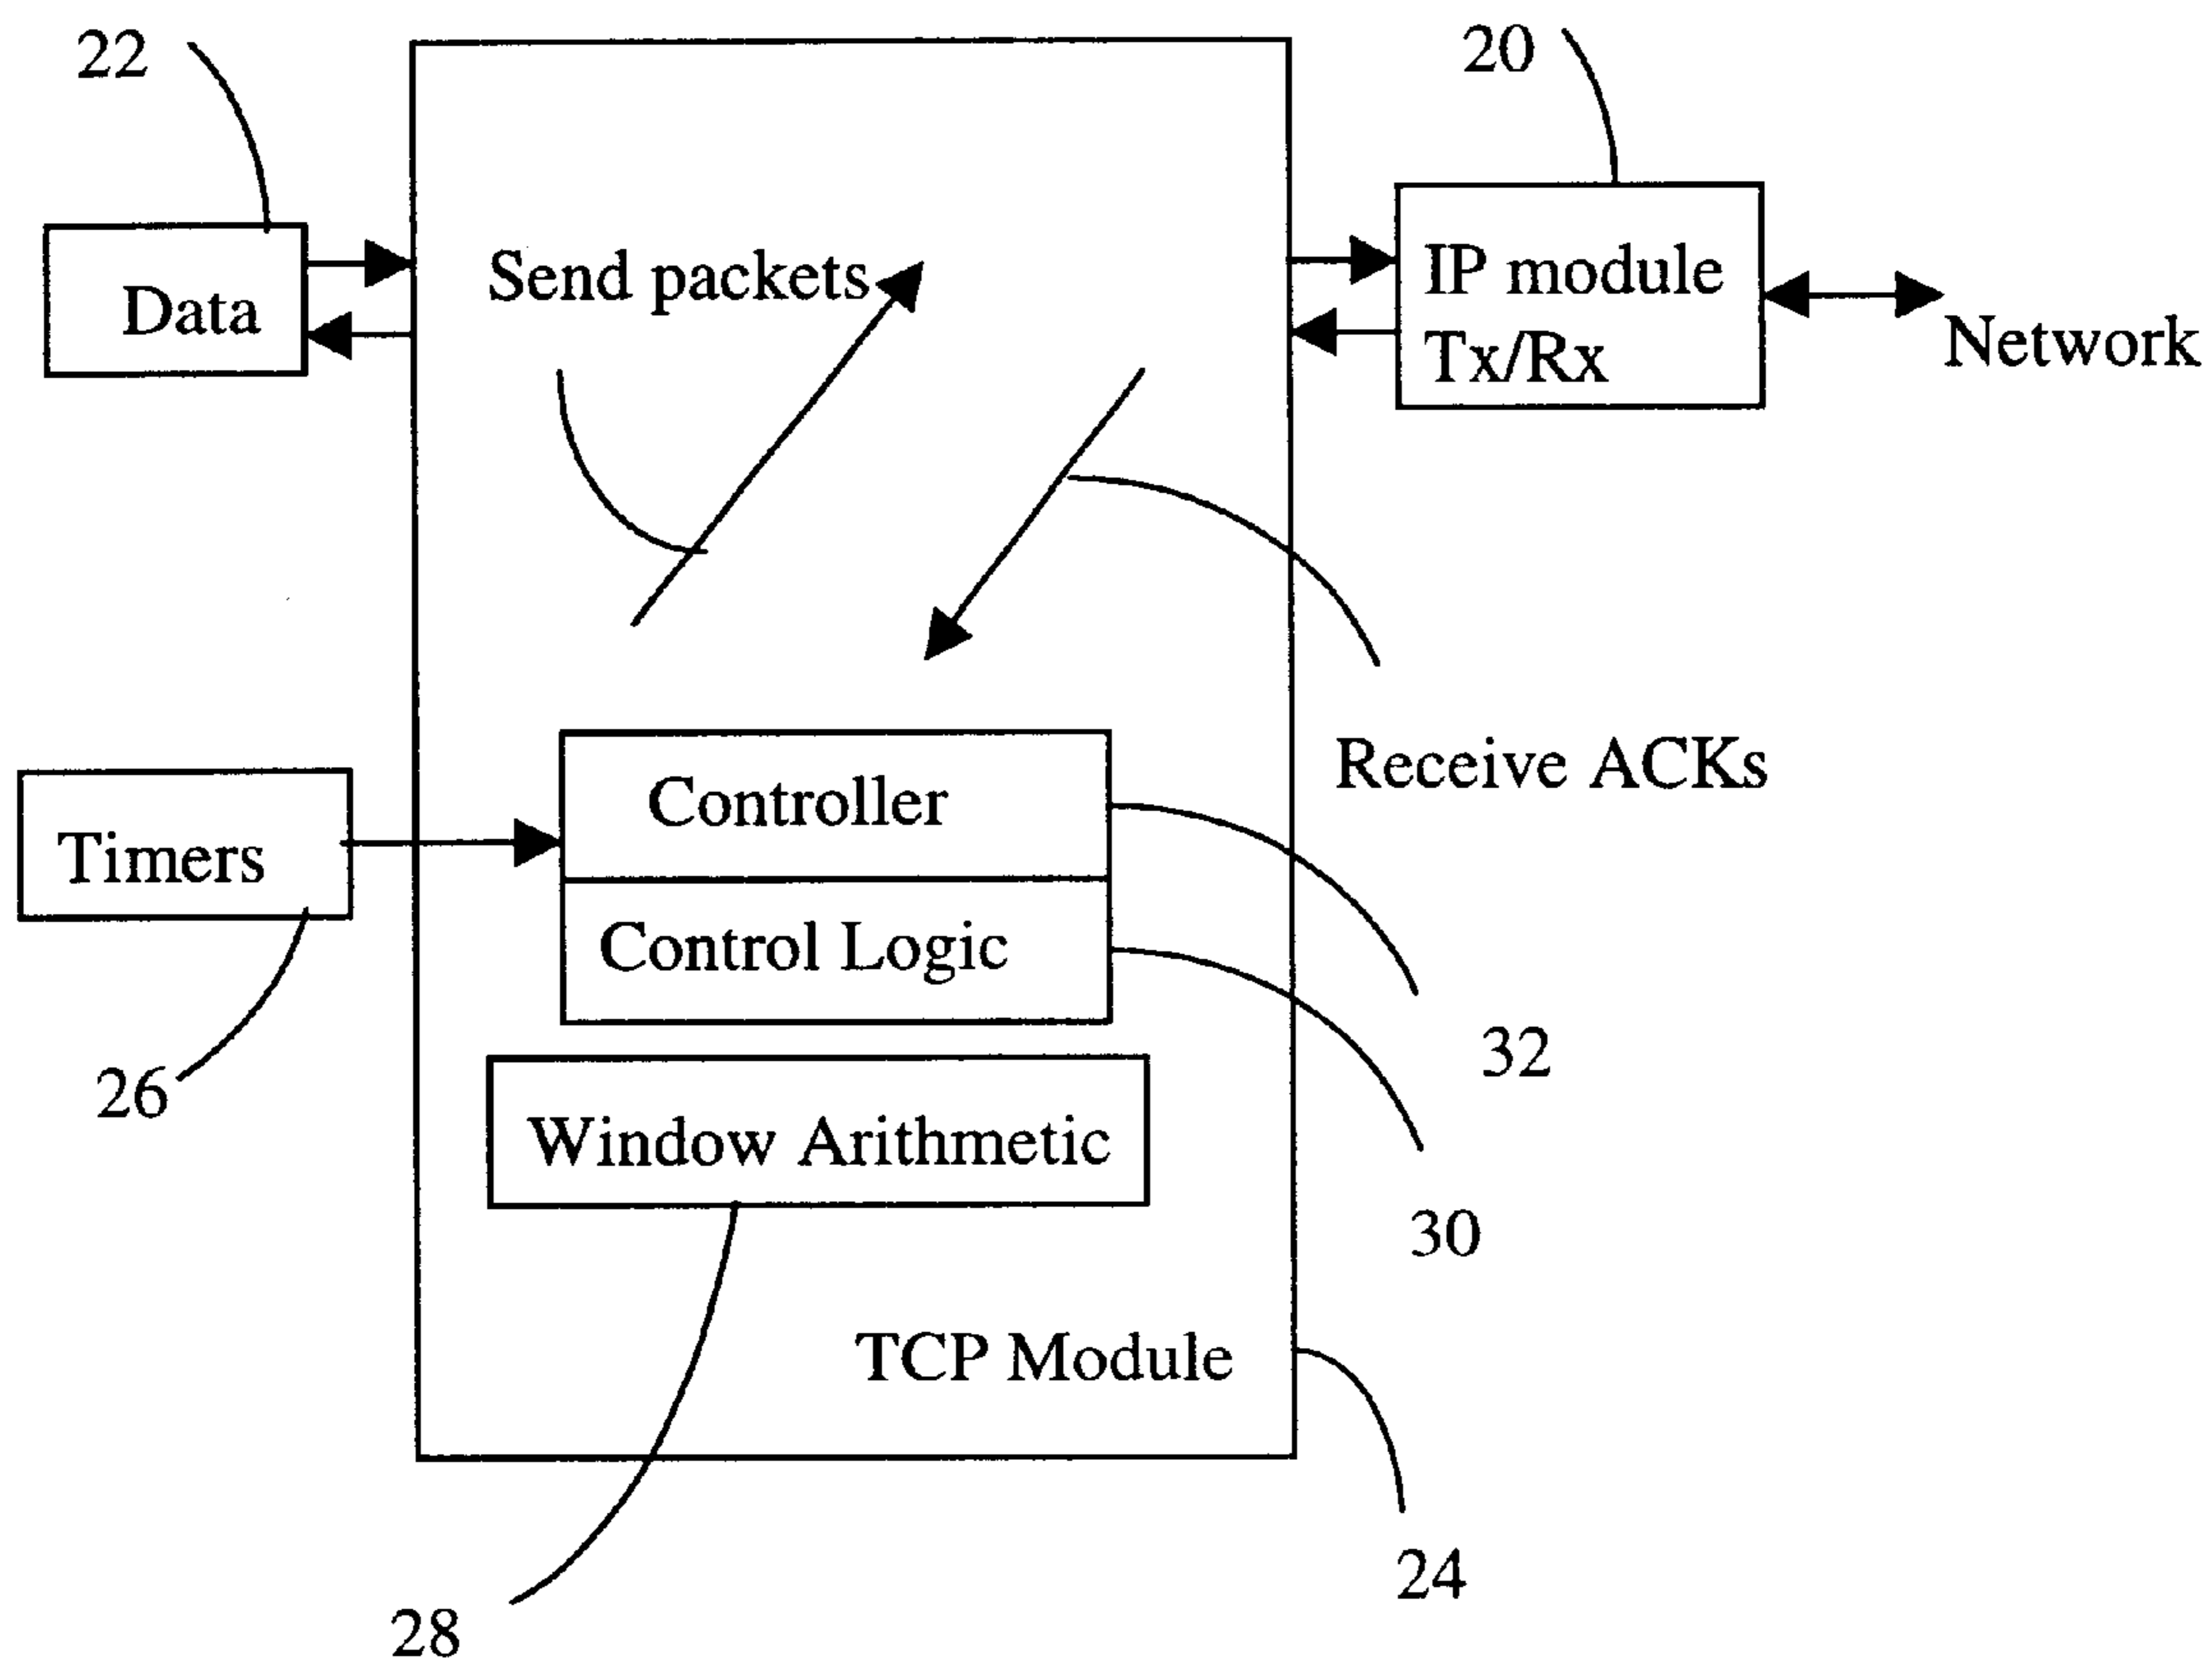 22
20
Data
Send packets
IP module
Tx/Rx
Network
Receive ACKs
Timers
Controller
Control Logic
26
32
Window Arithmetic
30
TCP Module
24
28